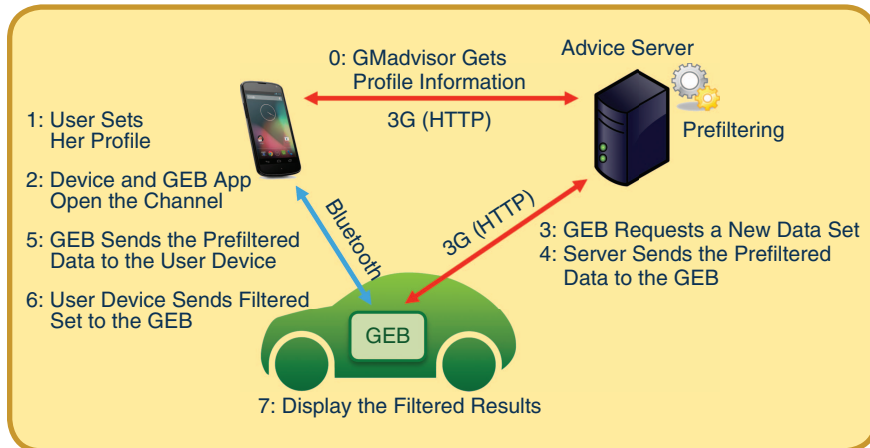 0: GMadvisor Gets
Profile Information
3G (HTTP)
Advice Server
Prefiltering
1: User Sets
Her Profile
2: Device and GEB App
Open the Channel
5: GEB Sends the Prefiltered
Data to the User Device
6: User Device Sends Filtered
Set to the GEB
Bluetooth
3G (HTTP)
3: GEB Requests a New Data Set
4: Server Sends the Prefiltered
Data to the GEB
GEB
7: Display the Filtered Results